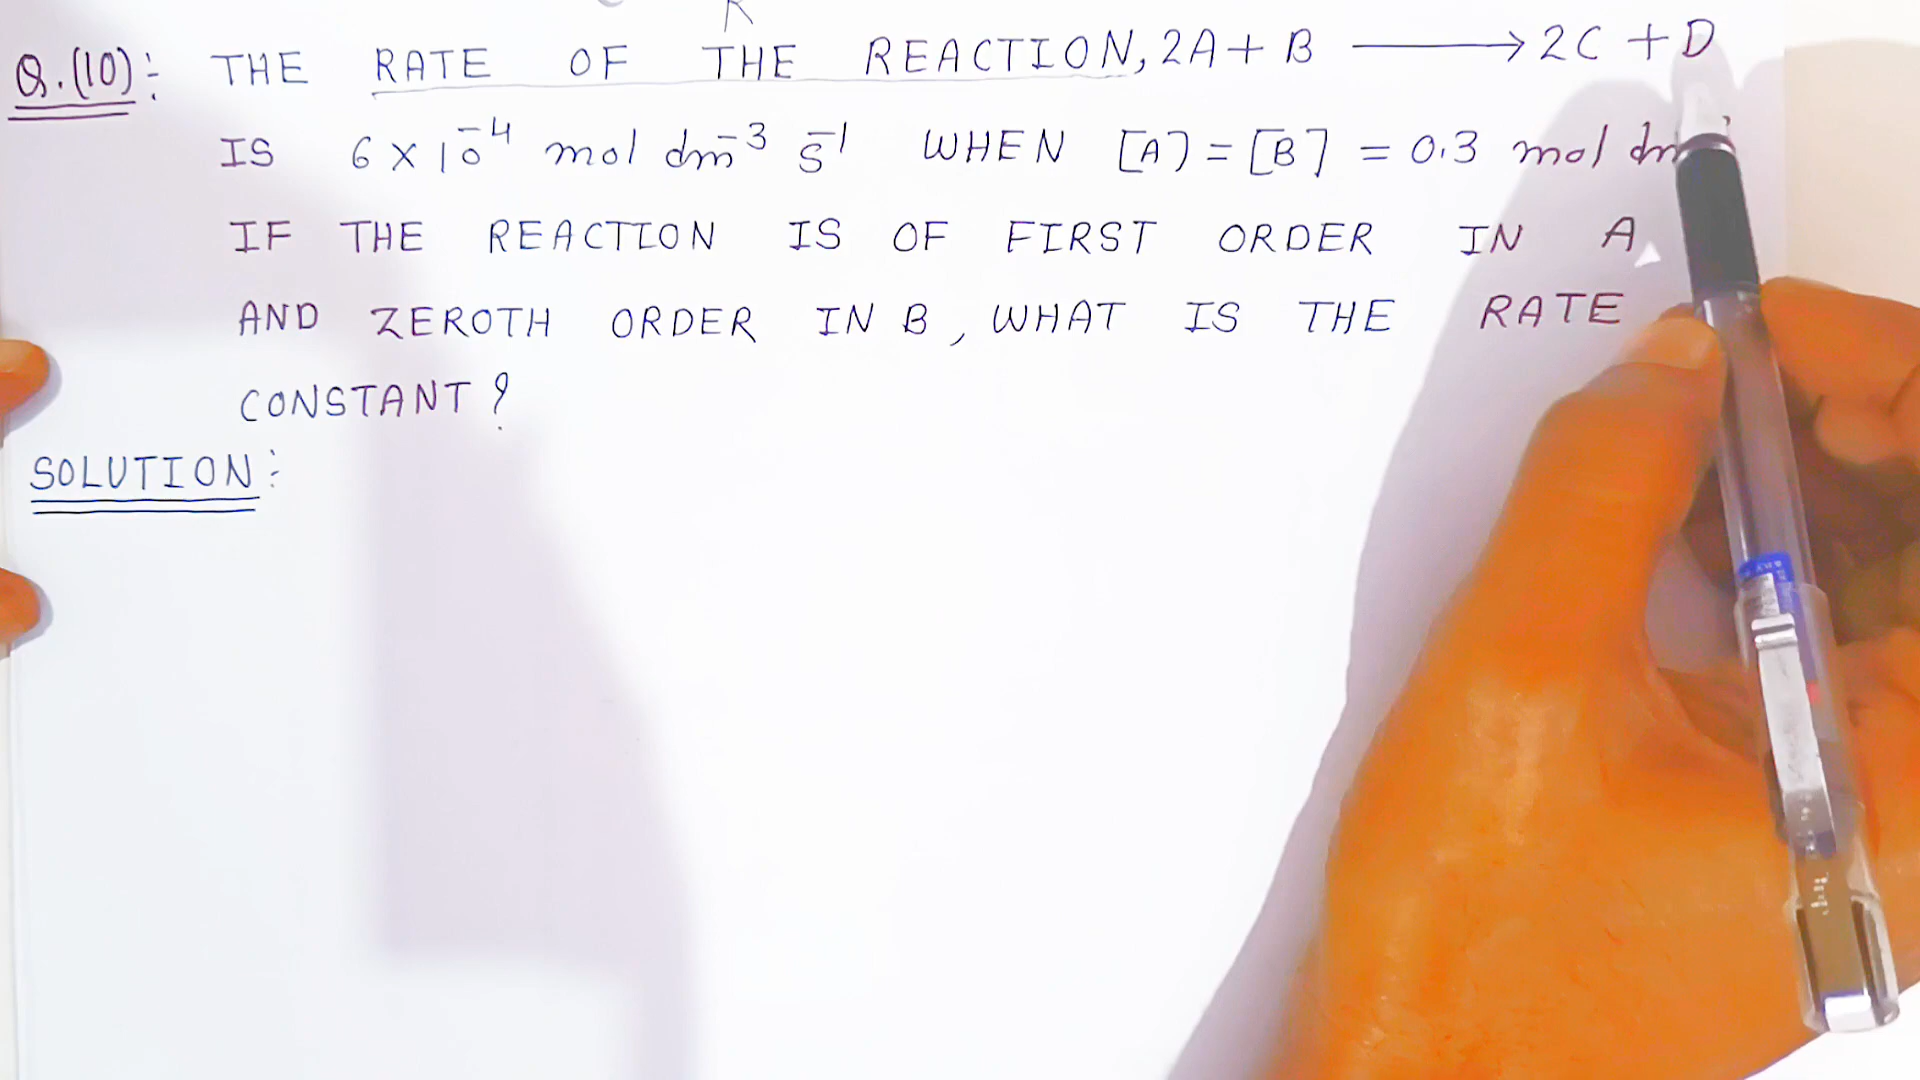 Q.(10): THE RATE OF THE REACTION, 2A + B ⟶ 2C + D
IS 6 × 10⁻⁴ mol dm⁻³ s⁻¹ WHEN [A] = [B] = 0.3 mol
IF THE REACTION IS OF FIRST ORDER IN A
AND ZEROTH ORDER IN B, WHAT IS THE RATE
CONSTANT?
SOLUTION: